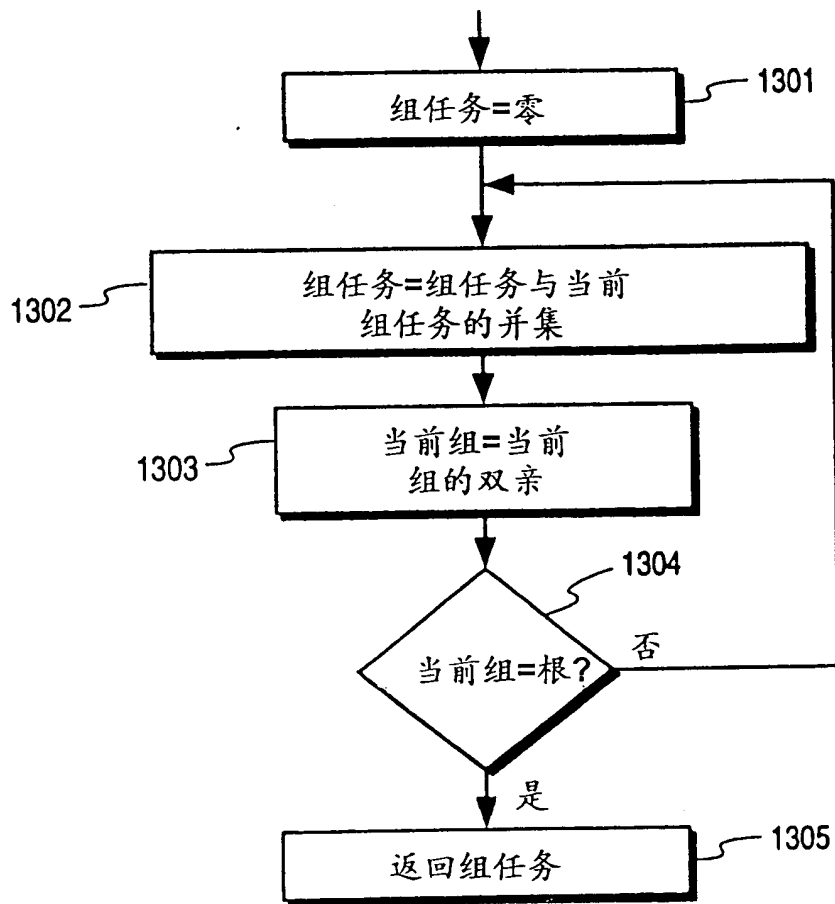 组任务=零
1301
组任务=组任务与当前
组任务的并集
1302
当前组=当前
组的双亲
1303
1304
当前组=根?
否
是
返回组任务
1305